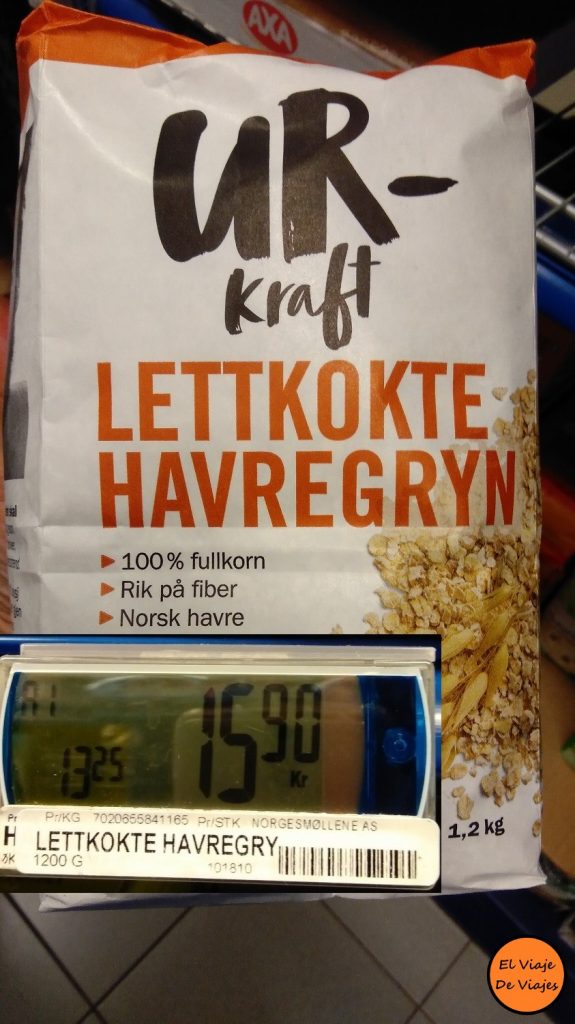 AXA
UR-
Kraft
LETTKOKTE
HAVREGRYN
100% fullkorn
Rik på fiber
Norsk havre
1,2 kg
A1
13 25
15 90
Kr
Pr/KG 7020655841165 Pr/STK NORGESMØLLENE AS
LETTKOKTE HAVREGRY
1200 G 101810
El Viaje
De Viajes